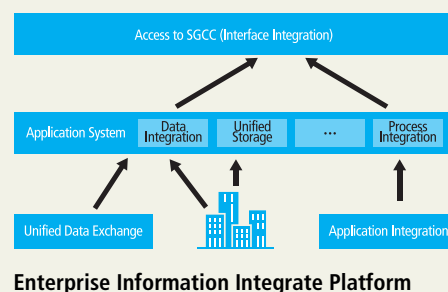 Access to SGCC (Interface Integration)
Application System
Data
Integration
Unified
Storage
...
Process
Integration
Unified Data Exchange
Application Integration
Enterprise Information Integrate Platform